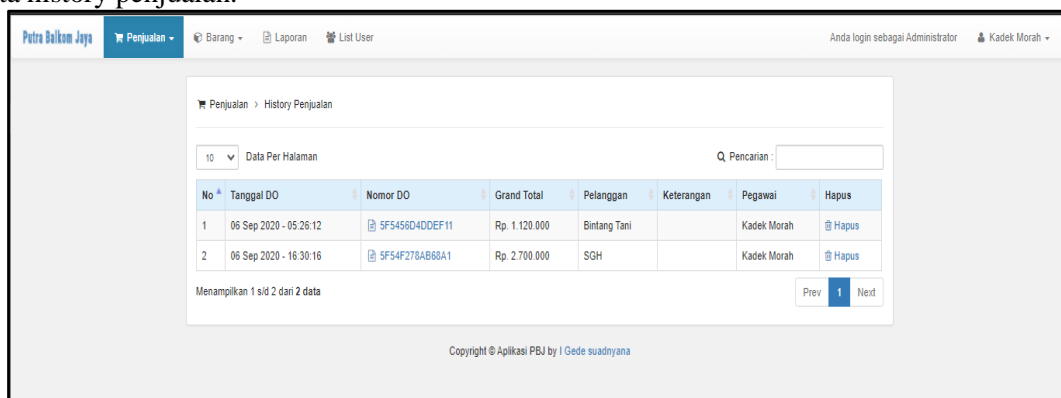 ta history penjualan.
Putra Balkom Jaya Penjualan Barang Laporan List User Anda login sebagai Administrator Kadek Morah
Penjualan > History Penjualan
10 Data Per Halaman Pencarian :
No Tanggal DO Nomor DO Grand Total Pelanggan Keterangan Pegawai Hapus
1 06 Sep 2020 - 05:26:12 5F5456D4DDEF11 Rp. 1.120.000 Bintang Tani Kadek Morah Hapus
2 06 Sep 2020 - 16:30:16 5F54F278AB68A1 Rp. 2.700.000 SGH Kadek Morah Hapus
Menampilkan 1 s/d 2 dari 2 data Prev 1 Next
Copyright © Aplikasi PBJ by I Gede suadnyana